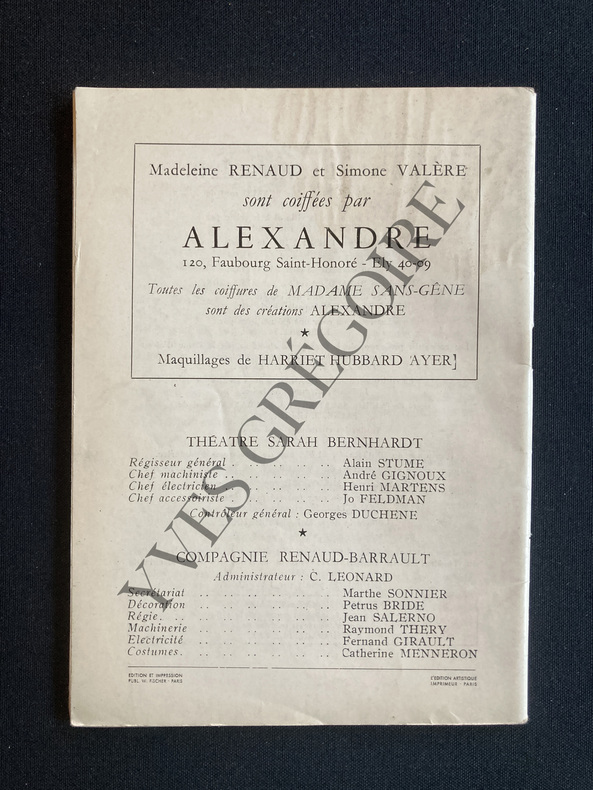 Madeleine RENAUD et Simone VALÈRE
sont coiffées par
ALEXANDRE
120, Faubourg Saint-Honoré - Ely 40-09
Toutes les coiffures de MADAME SANS-GÊNE
sont des créations ALEXANDRE
★
Maquillages de HARRIET HUBBARD AYER]
THÉATRE SARAH BERNHARDT
Régisseur général . . . . . . . Alain STUME
Chef machiniste . . . . . . . André GIGNOUX
Chef électricien . . . . . . . Henri MARTENS
Chef accessoiriste . . . . . . . Jo FELDMAN
Contrôleur général : Georges DUCHENE
★
COMPAGNIE RENAUD-BARRAULT
Administrateur : C. LEONARD
Secrétariat .. .. .. .. .. .. Marthe SONNIER
Décoration .. .. .. .. .. .. Petrus BRIDE
Régie. . .. .. .. .. .. .. Jean SALERNO
Machinerie .. .. .. .. .. .. Raymond THERY
Electricité .. .. .. .. .. .. Fernand GIRAULT
Costumes. .. .. .. .. .. .. Catherine MENNERON
EDITION ET IMPRESSION
PUBL. W. FISCHER - PARIS
L'EDITION ARTISTIQUE
IMPRIMEUR - PARIS
YVES GRÉGOIRE